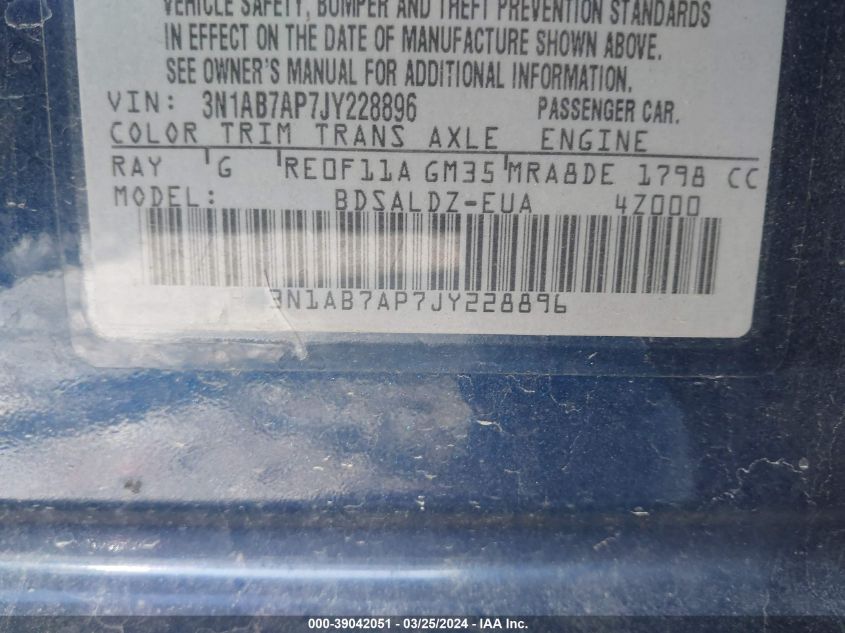 VEHICLE SAFETY, BUMPER AND THEFT PREVENTION STANDARDS
IN EFFECT ON THE DATE OF MANUFACTURE SHOWN ABOVE.
SEE OWNER'S MANUAL FOR ADDITIONAL INFORMATION.
VIN: 3N1AB7AP7JY228896 PASSENGER CAR.
COLOR TRIM TRANS AXLE ENGINE
RAY G RE0F11A GM35 MRA8DE 1798 CC
MODEL: BDSALDZ-EUA 4Z000
3N1AB7AP7JY228896
000-39042051 - 03/25/2024 - IAA Inc.